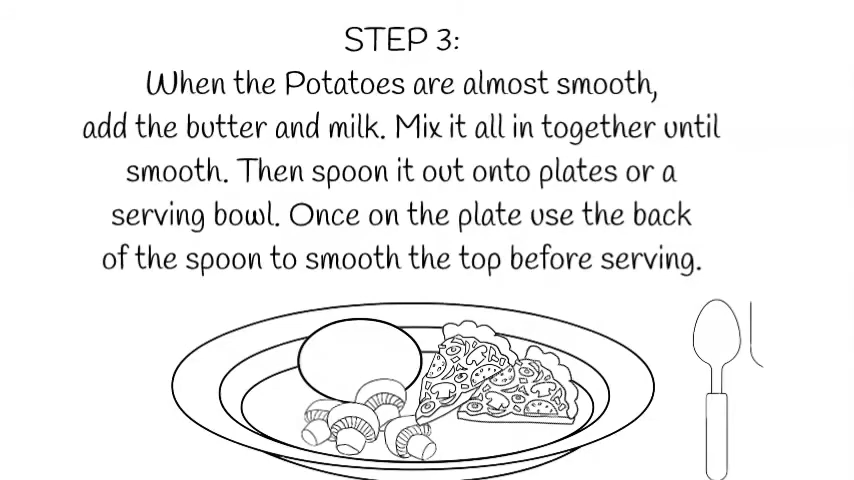 STEP 3:
When the Potatoes are almost smooth,
add the butter and milk. Mix it all in together until
smooth. Then spoon it out onto plates or a
serving bowl. Once on the plate use the back
of the spoon to smooth the top before serving.